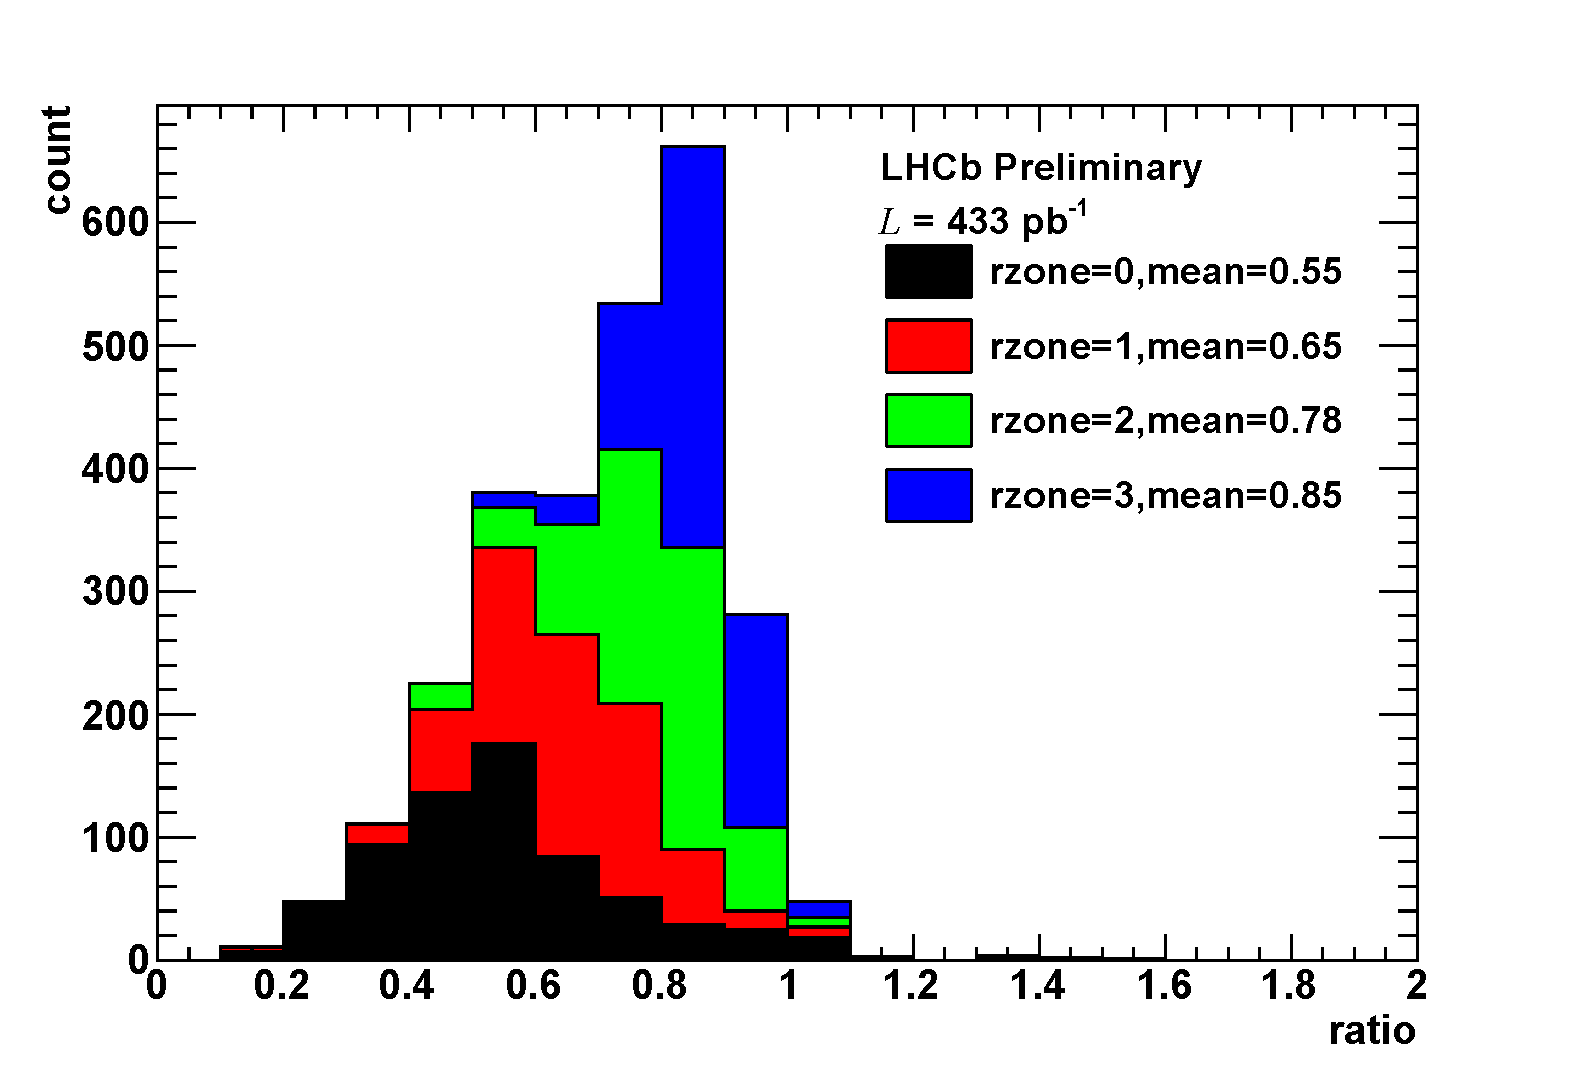 count
600
500
400
300
200
100
0
LHCb Preliminary
L = 433 pb⁻¹
rzone=0,mean=0.55
rzone=1,mean=0.65
rzone=2,mean=0.78
rzone=3,mean=0.85
0 0.2 0.4 0.6 0.8 1 1.2 1.4 1.6 1.8 2
ratio